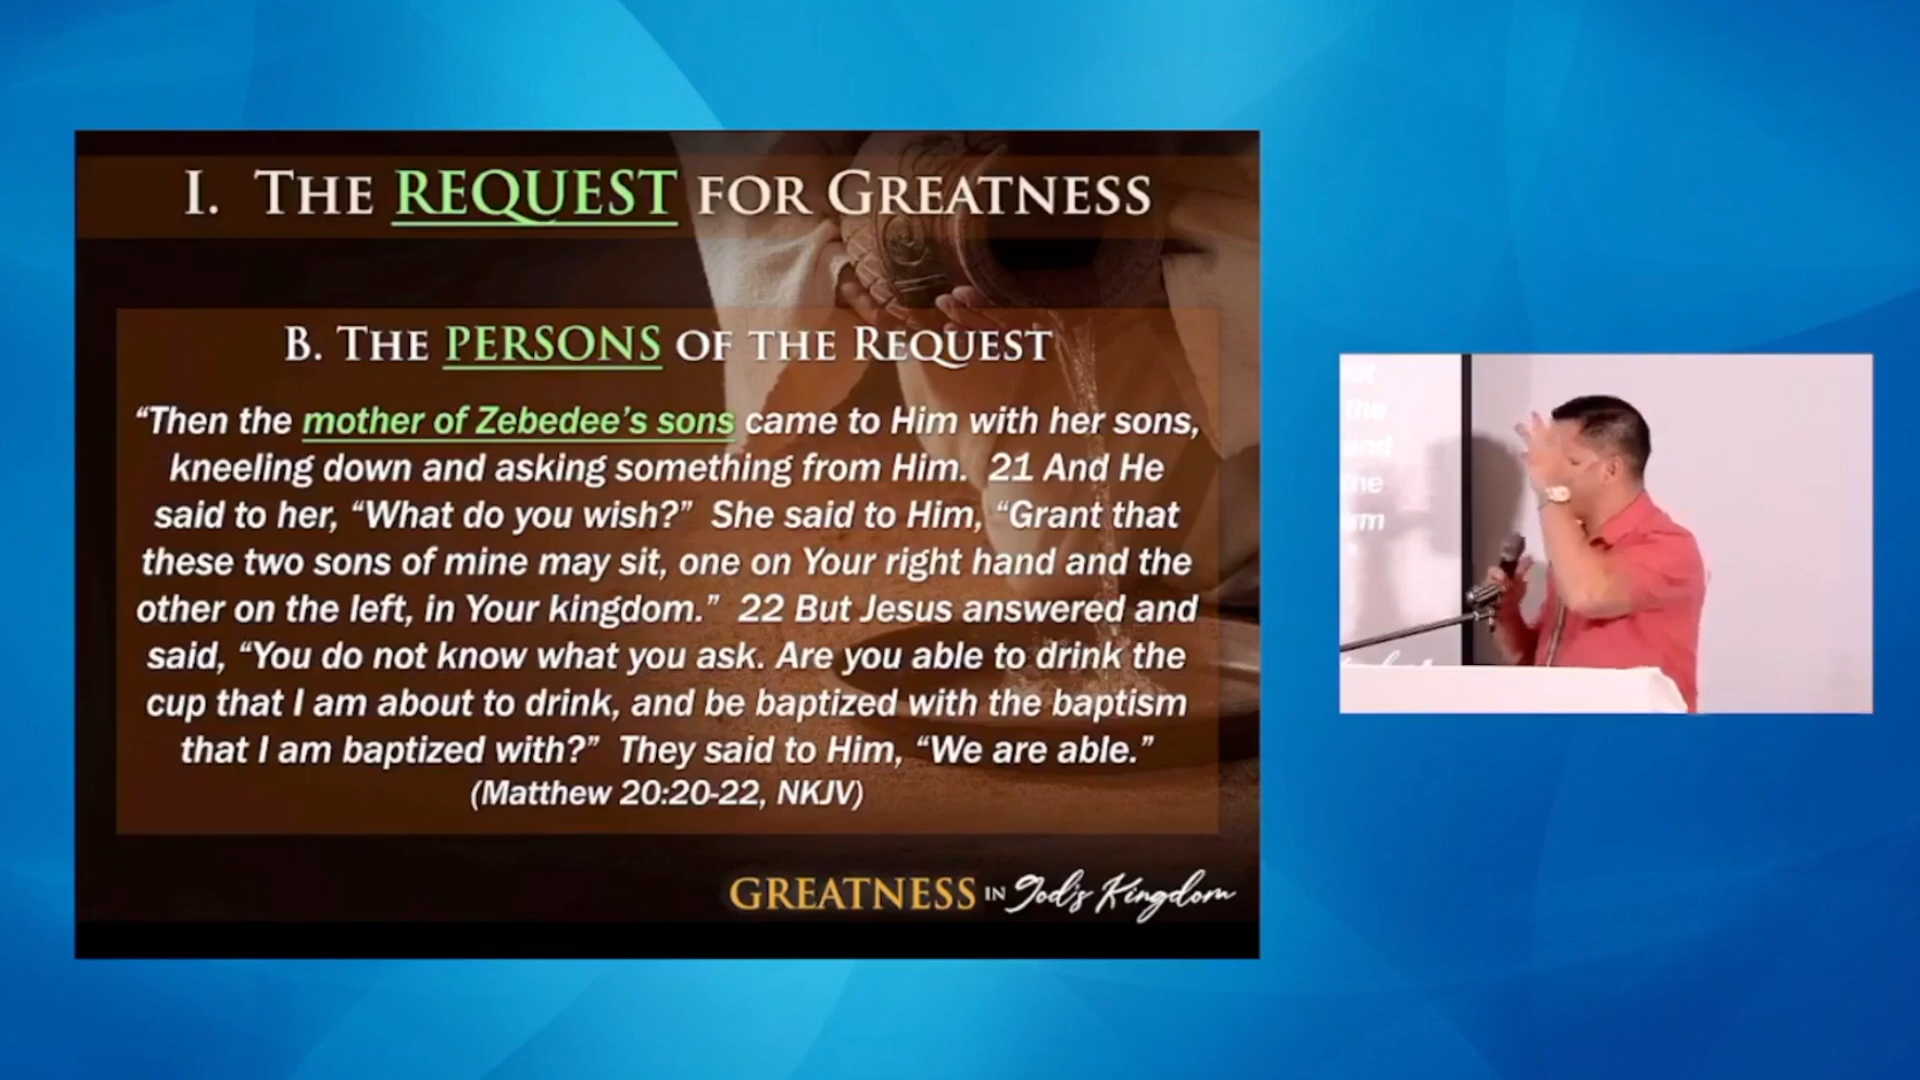 I. THE REQUEST FOR GREATNESS
B. THE PERSONS OF THE REQUEST
“Then the mother of Zebedee’s sons came to Him with her sons,
kneeling down and asking something from Him. 21 And He
said to her, “What do you wish?” She said to Him, “Grant that
these two sons of mine may sit, one on Your right hand and the
other on the left, in Your kingdom.” 22 But Jesus answered and
said, “You do not know what you ask. Are you able to drink the
cup that I am about to drink, and be baptized with the baptism
that I am baptized with?” They said to Him, “We are able.”
(Matthew 20:20-22, NKJV)
GREATNESS IN God's Kingdom
the
and
the